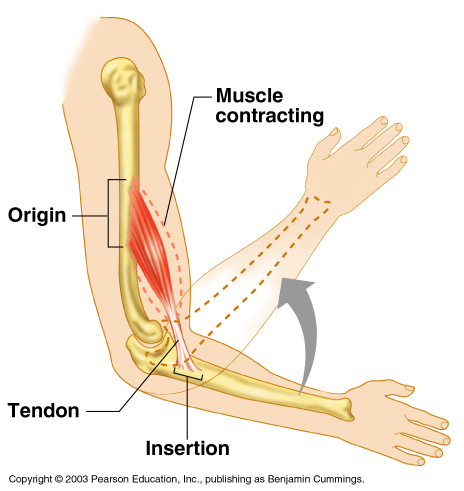 Muscle
contracting
Origin
Tendon
Insertion
Copyright © 2003 Pearson Education, Inc., publishing as Benjamin Cummings.